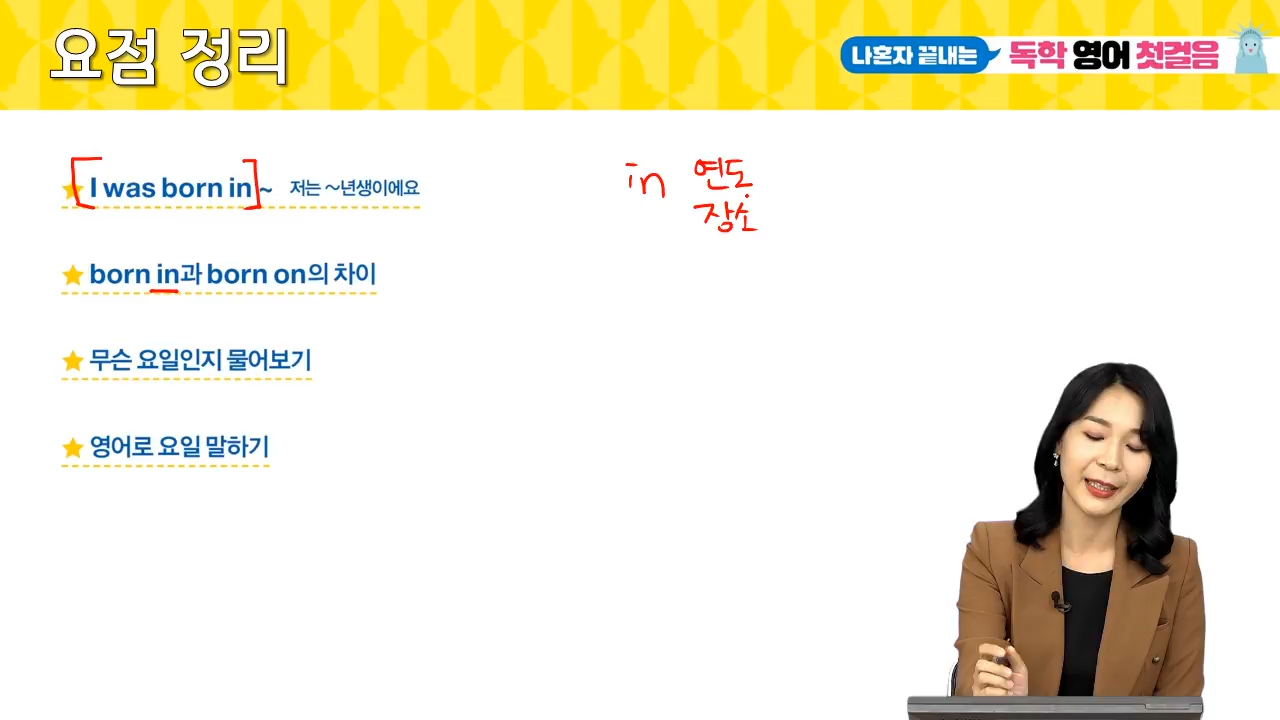 요점 정리
나혼자 끝내는 독학 영어 첫걸음
I was born in ~ 저는 ~년생이에요
in 연도
장소
born in과 born on의 차이
무슨 요일인지 물어보기
영어로 요일 말하기